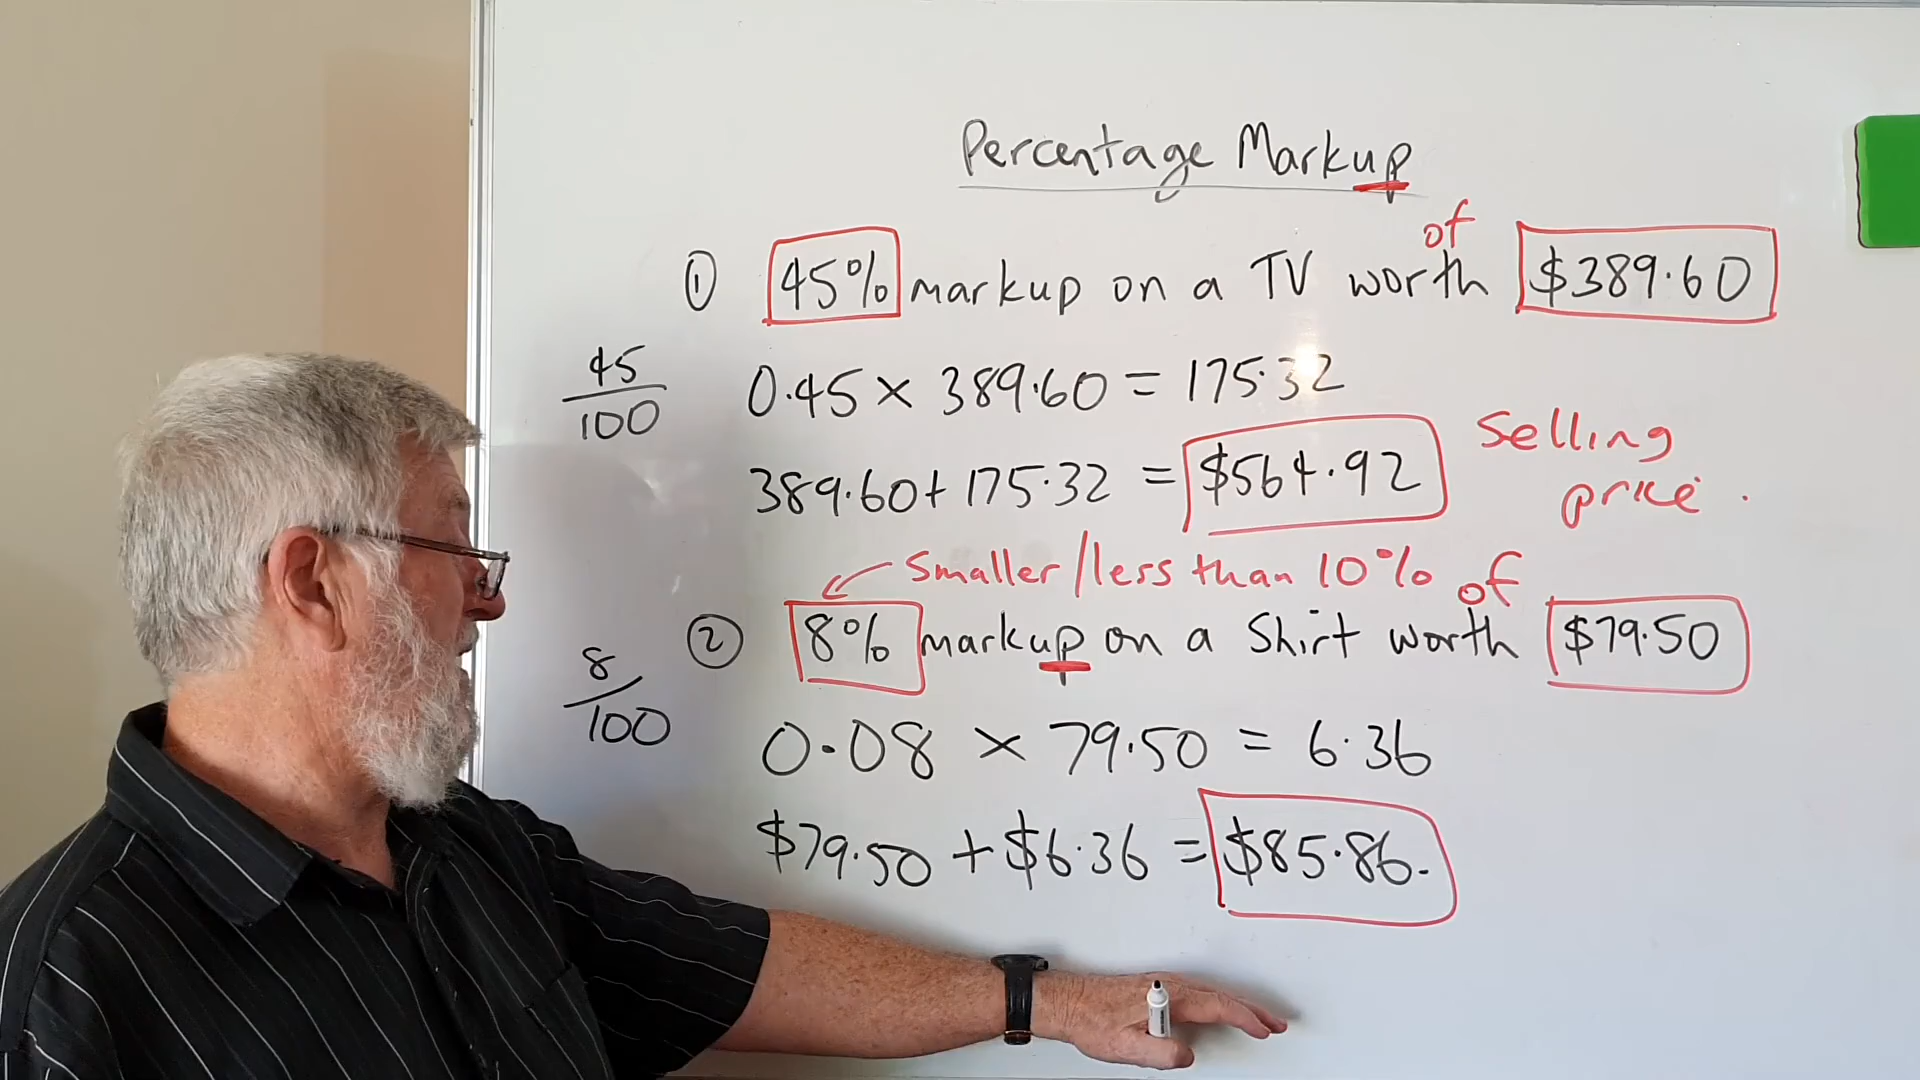 Percentage Markup
of
① 45% markup on a TV worth $389.60
45/100
0.45 × 389.60 = 175.32
389.60 + 175.32 = $564.92
Selling price.
smaller/less than 10%
of
② 8% markup on a Shirt worth $79.50
8/100
0.08 × 79.50 = 6.36
$79.50 + $6.36 = $85.86.